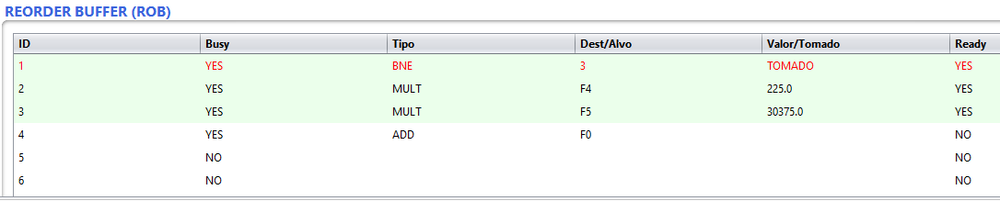 REORDER BUFFER (ROB)
ID Busy Tipo Dest/Alvo Valor/Tomado Ready
1 YES BNE 3 TOMADO YES
2 YES MULT F4 225.0 YES
3 YES MULT F5 30375.0 YES
4 YES ADD F0 NO
5 NO NO
6 NO NO